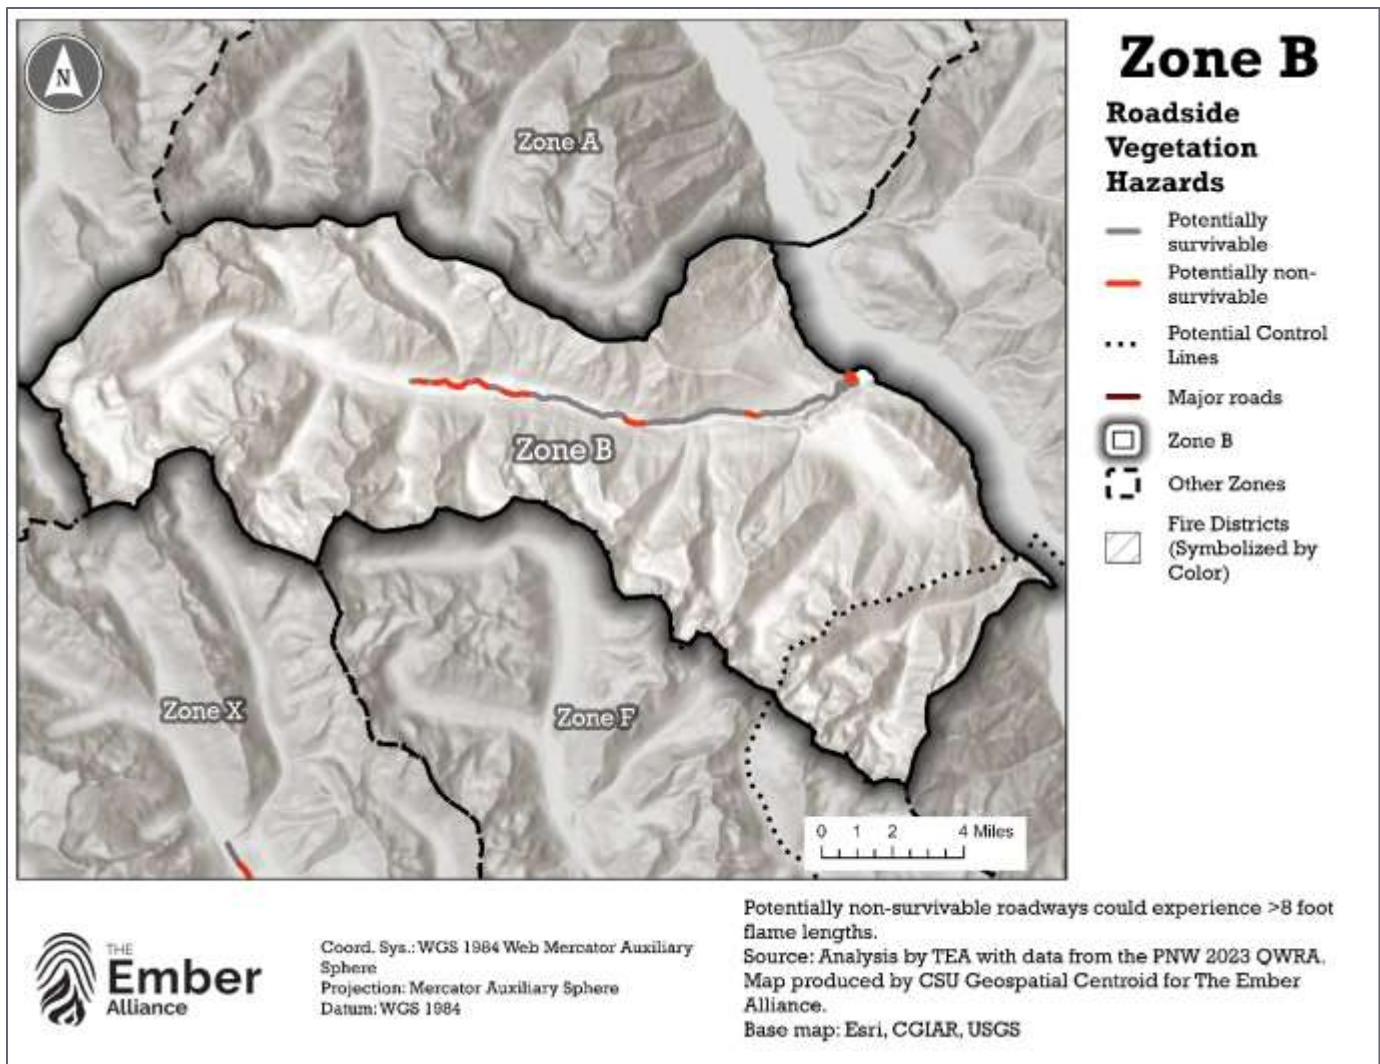 Zone B
Roadside
Vegetation
Hazards
Potentially
survivable
Potentially non-
survivable
Potential Control
Lines
Major roads
Zone B
Other Zones
Fire Districts
(Symbolized by
Color)
N
Zone A
Zone B
Zone X
Zone F
0 1 2 4 Miles
THE
Ember
Alliance
Coord. Sys.: WGS 1984 Web Mercator Auxiliary
Sphere
Projection: Mercator Auxiliary Sphere
Datum: WGS 1984
Potentially non-survivable roadways could experience >8 foot
flame lengths.
Source: Analysis by TEA with data from the PNW 2023 QWRA.
Map produced by CSU Geospatial Centroid for The Ember
Alliance.
Base map: Esri, CGIAR, USGS